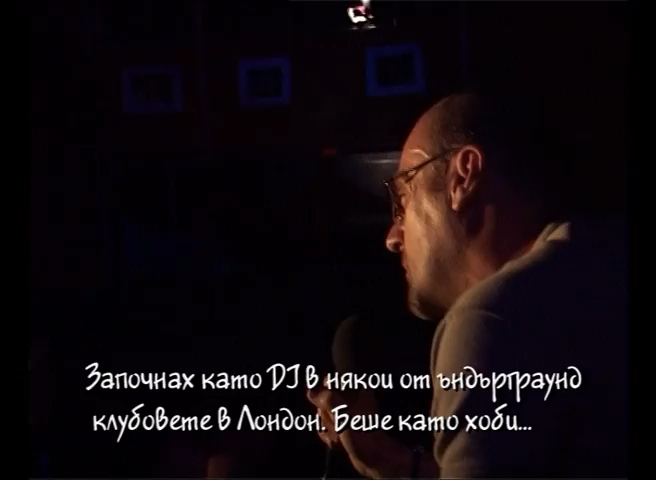 Започнах като DJ в някои от ъндърграунд
клубовете в Лондон. Беше като хоби...